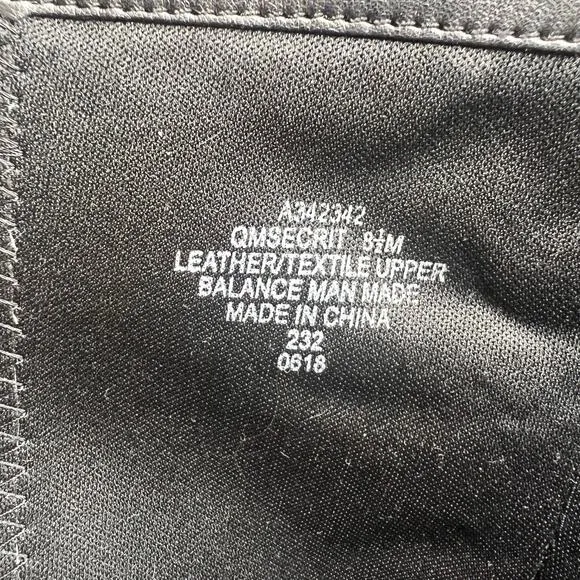 A342342
QMSECRIT 8½M
LEATHER/TEXTILE UPPER
BALANCE MAN MADE
MADE IN CHINA
232
0618